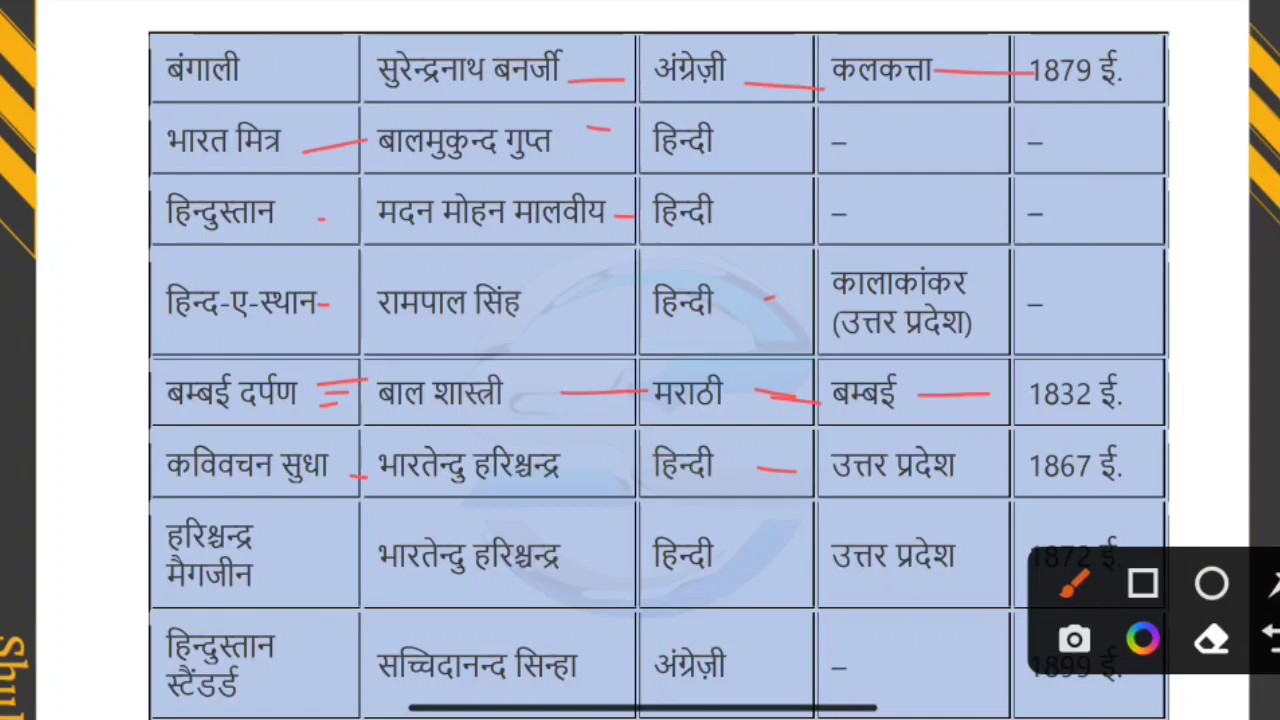 बंगाली सुरेन्द्रनाथ बनर्जी अंग्रेज़ी कलकत्ता 1879 ई.
भारत मित्र बालमुकुन्द गुप्त हिन्दी – –
हिन्दुस्तान मदन मोहन मालवीय हिन्दी – –
हिन्द-ए-स्थान रामपाल सिंह हिन्दी कालाकांकर
(उत्तर प्रदेश) –
बम्बई दर्पण बाल शास्त्री मराठी बम्बई 1832 ई.
कविवचन सुधा भारतेन्दु हरिश्चन्द्र हिन्दी उत्तर प्रदेश 1867 ई.
हरिश्चन्द्र
मैगजीन भारतेन्दु हरिश्चन्द्र हिन्दी उत्तर प्रदेश 1872 ई.
हिन्दुस्तान
स्टैंडर्ड सच्चिदानन्द सिन्हा अंग्रेज़ी – 1899 ई.